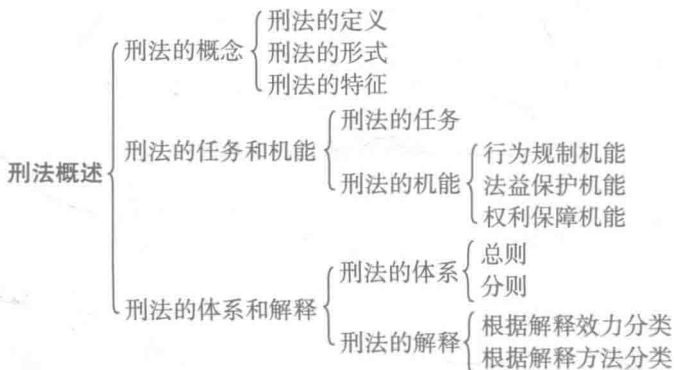 刑法概述
刑法的概念
刑法的定义
刑法的形式
刑法的特征
刑法的任务和机能
刑法的任务
刑法的机能
行为规制机能
法益保护机能
权利保障机能
刑法的体系和解释
刑法的体系
总则
分则
刑法的解释
根据解释效力分类
根据解释方法分类